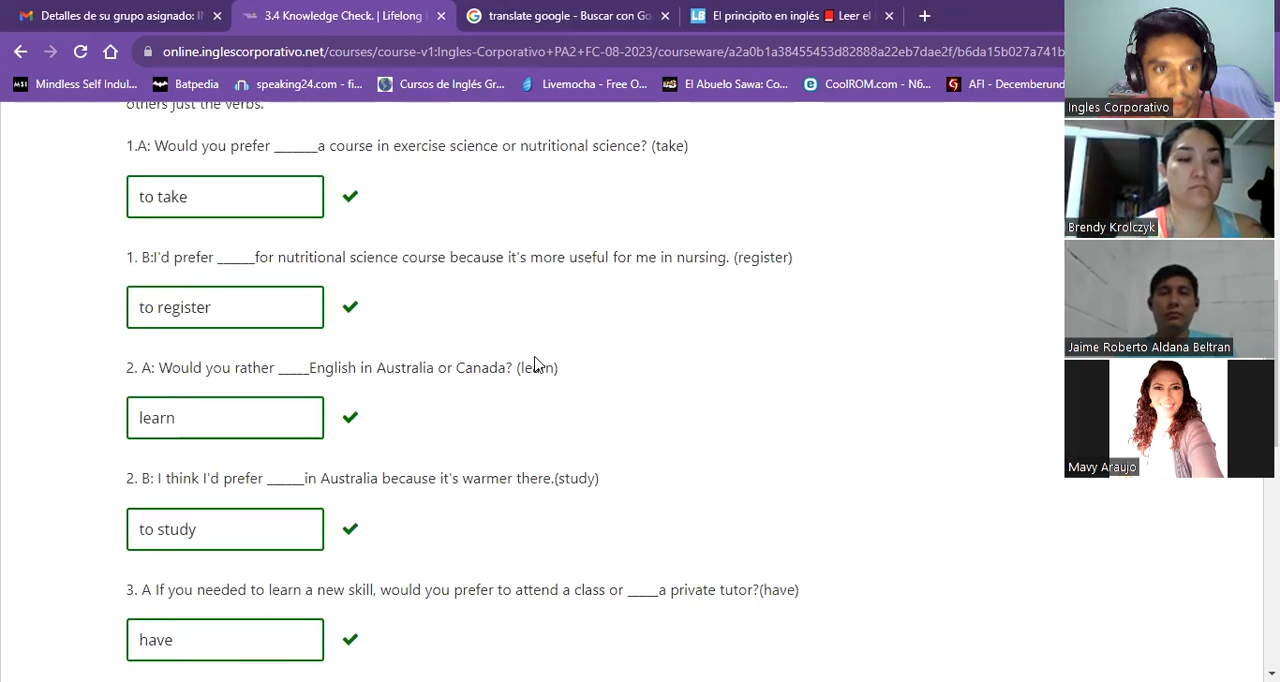 Detalles de su grupo asignado: I
3.4 Knowledge Check. | Lifelong
translate google - Buscar con Go
El principito en inglés 📕 Leer el
online.inglescorporativo.net/courses/course-v1:Ingles-Corporativo+PA2+FC-08-2023/courseware/a2a0b1a38455453d82888a22eb7dae2f/b6da15b027a741b
Mindless Self Indul...
Batpedia
speaking24.com - fi...
Cursos de Inglés Gr...
Livemocha - Free O...
El Abuelo Sawa: Co...
CoolROM.com - N6...
AFI - Decemberund
others just the verbs.
1.A: Would you prefer ______a course in exercise science or nutritional science? (take)
to take
1. B:I'd prefer _____for nutritional science course because it's more useful for me in nursing. (register)
to register
2. A: Would you rather ____English in Australia or Canada? (learn)
learn
2. B: I think I'd prefer _____in Australia because it's warmer there.(study)
to study
3. A If you needed to learn a new skill, would you prefer to attend a class or ____a private tutor?(have)
have
Ingles Corporativo
Brendy Krolczyk
Jaime Roberto Aldana Beltran
Mavy Araujo